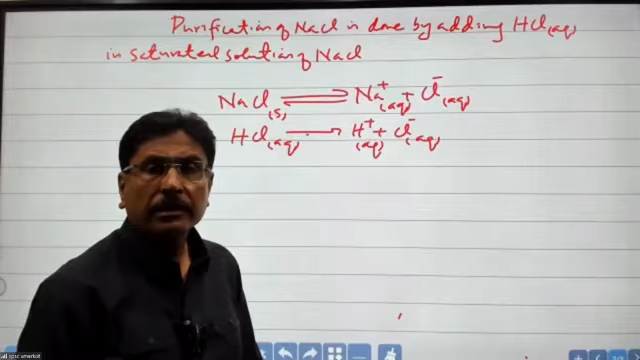 Purification of NaCl is done by adding HCl(aq)
in saturated solution of NaCl
NaCl(s) ⇌ Na⁺(aq) + Cl⁻(aq)
HCl(aq) → H⁺(aq) + Cl⁻(aq)